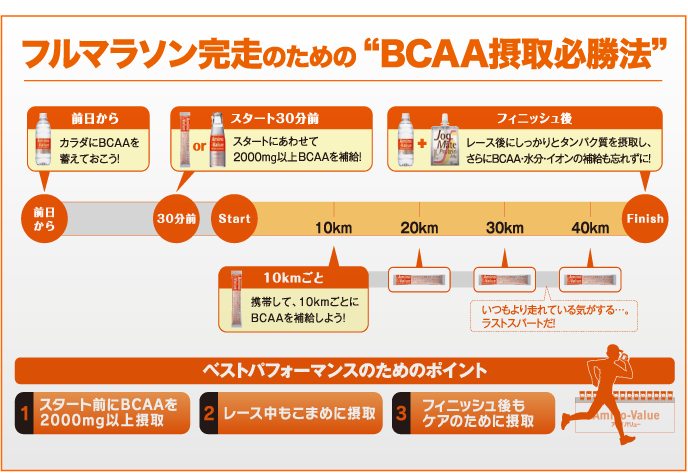 フルマラソン完走のための“BCAA摂取必勝法”
前日から
カラダにBCAAを
蓄えておこう!
スタート30分前
or
スタートにあわせて
2000mg以上BCAAを補給!
フィニッシュ後
+
Jog
Mate
レース後にしっかりとタンパク質を摂取し、
さらにBCAA・水分・イオンの補給も忘れずに!
前日
から
30分前
Start
10km
20km
30km
40km
Finish
10kmごと
携帯して、10kmごとに
BCAAを補給しよう!
いつもより走れている気がする…。
ラストスパートだ!
ベストパフォーマンスのためのポイント
1
スタート前にBCAAを
2000mg以上摂取
2
レース中もこまめに摂取
3
フィニッシュ後も
ケアのために摂取
Amino-Value
アミノバリュー